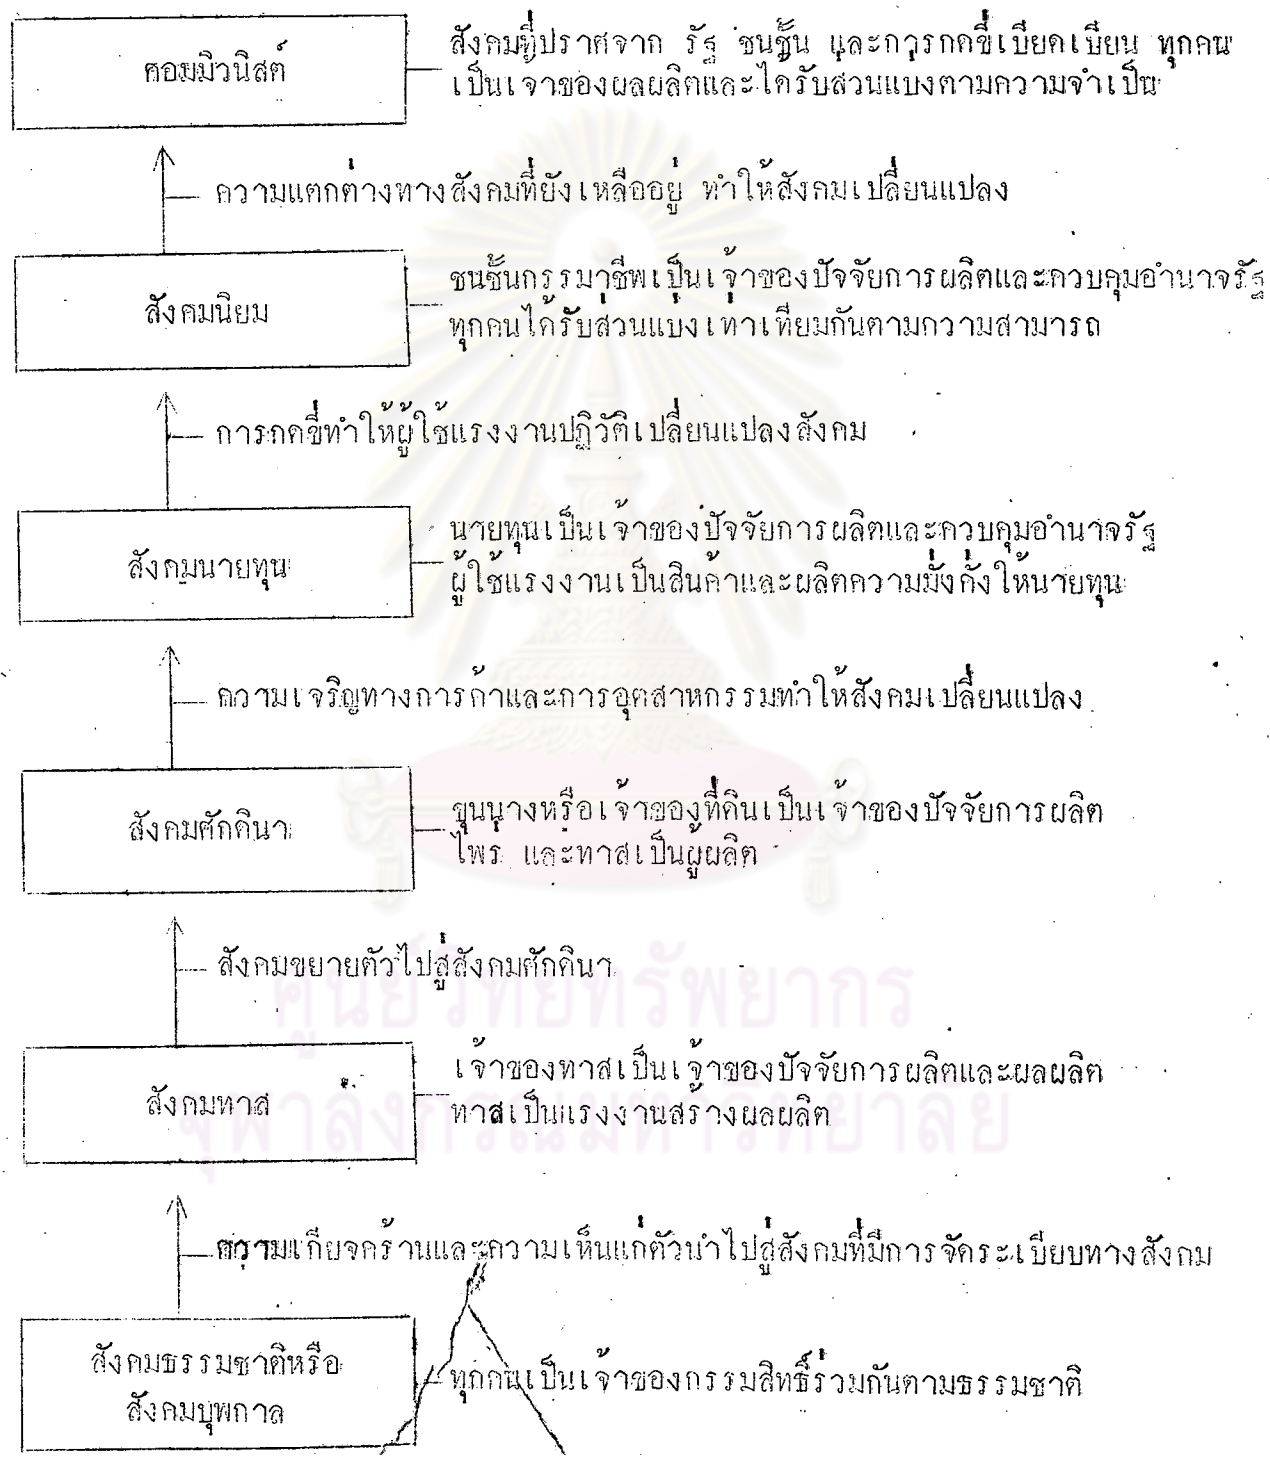 คอมมิวนิสต์
สังคมที่ปราศจาก รัฐ ชนชั้น และการกดขี่เบียดเบียน ทุกคน
เป็นเจ้าของผลผลิตและได้รับส่วนแบ่งตามความจำเป็น
ความแตกต่างทางสังคมที่ยังเหลืออยู่ ทำให้สังคมเปลี่ยนแปลง
สังคมนิยม
ชนชั้นกรรมาชีพเป็นเจ้าของปัจจัยการผลิตและควบคุมอำนาจรัฐ
ทุกคนได้รับส่วนแบ่งเท่าเทียมกันตามความสามารถ
การกดขี่ทำให้ผู้ใช้แรงงานปฏิวัติเปลี่ยนแปลงสังคม
สังคมนายทุน
นายทุนเป็นเจ้าของปัจจัยการผลิตและควบคุมอำนาจรัฐ
ผู้ใช้แรงงานเป็นสินค้าและผลิตความมั่งคั่งให้นายทุน
ความเจริญทางการค้าและการอุตสาหกรรมทำให้สังคมเปลี่ยนแปลง
สังคมศักดินา
ขุนนางหรือเจ้าของที่ดินเป็นเจ้าของปัจจัยการผลิต
ไพร่ และทาสเป็นผู้ผลิต
สังคมขยายตัวไปสู่สังคมศักดินา
ศูนย์วิทยทรัพยากร
สังคมทาส
เจ้าของทาสเป็นเจ้าของปัจจัยการผลิตและผลผลิต
ทาสเป็นแรงงานสร้างผลผลิต
จุฬาลงกรณ์มหาวิทยาลัย
ความเกียจคร้านและความเห็นแก่ตัวนำไปสู่สังคมที่มีการจัดระเบียบทางสังคม
สังคมธรรมชาติหรือ
สังคมบุพกาล
ทุกคนเป็นเจ้าของกรรมสิทธิ์ร่วมกันตามธรรมชาติ